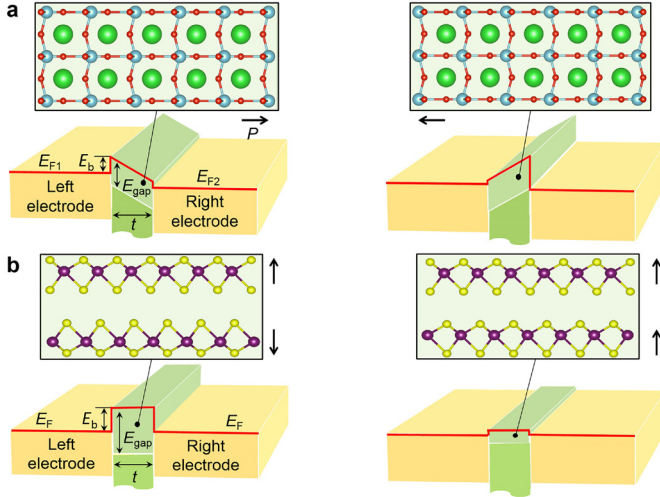 a
P
E_F1
E_b
E_F2
E_gap
Left
electrode
Right
electrode
t
b
E_F
E_b
E_F
E_gap
Left
electrode
Right
electrode
t